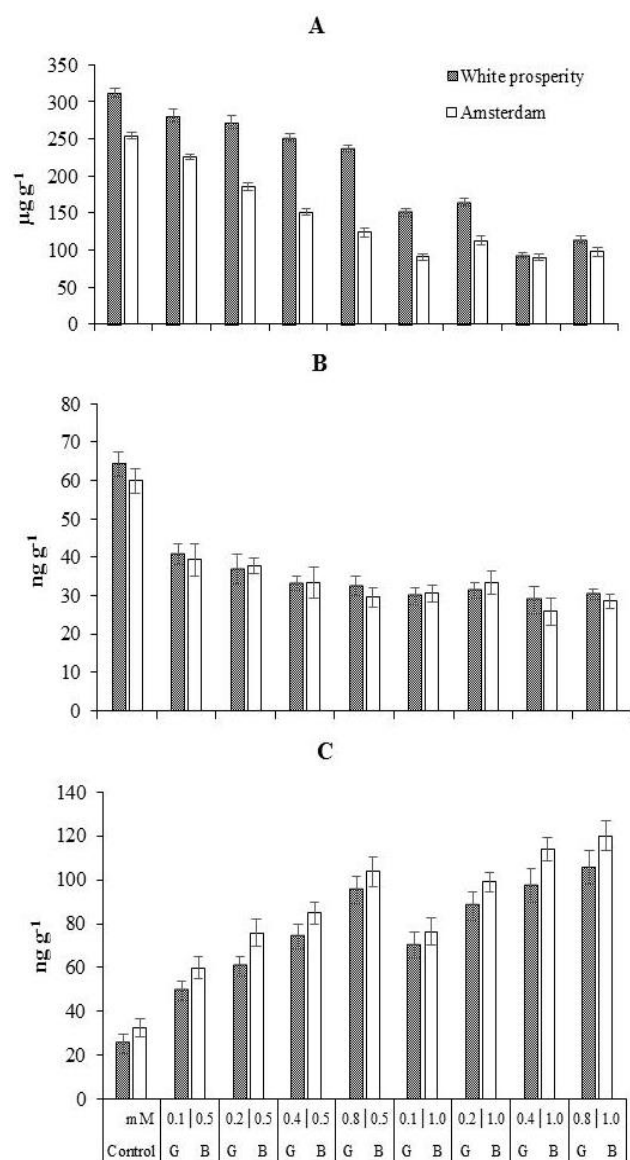 A
350
300
250
200
150
100
50
0
µg g-1
White prosperity
Amsterdam
B
80
70
60
50
40
30
20
10
0
ng g-1
C
140
120
100
80
60
40
20
0
ng g-1
mM 0.1 | 0.5 0.2 | 0.5 0.4 | 0.5 0.8 | 0.5 0.1 | 1.0 0.2 | 1.0 0.4 | 1.0 0.8 | 1.0
Control G B G B G B G B G B G B G B G B